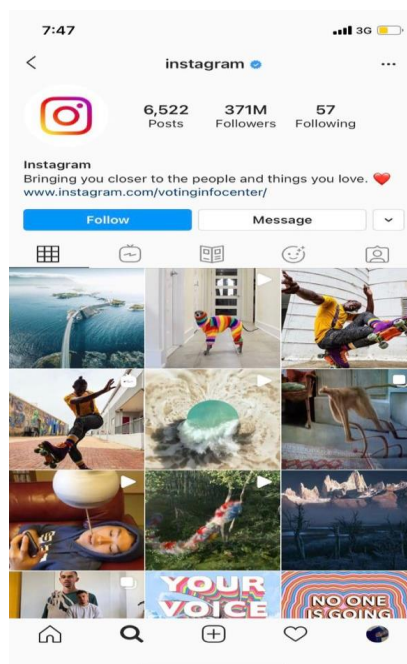 7:47
3G
instagram
6,522
371M
57
Posts
Followers
Following
Instagram
Bringing you closer to the people and things you love. ❤️
www.instagram.com/votinginfocenter/
Follow
Message
YOUR
VOICE
NO ONE
IS GOING